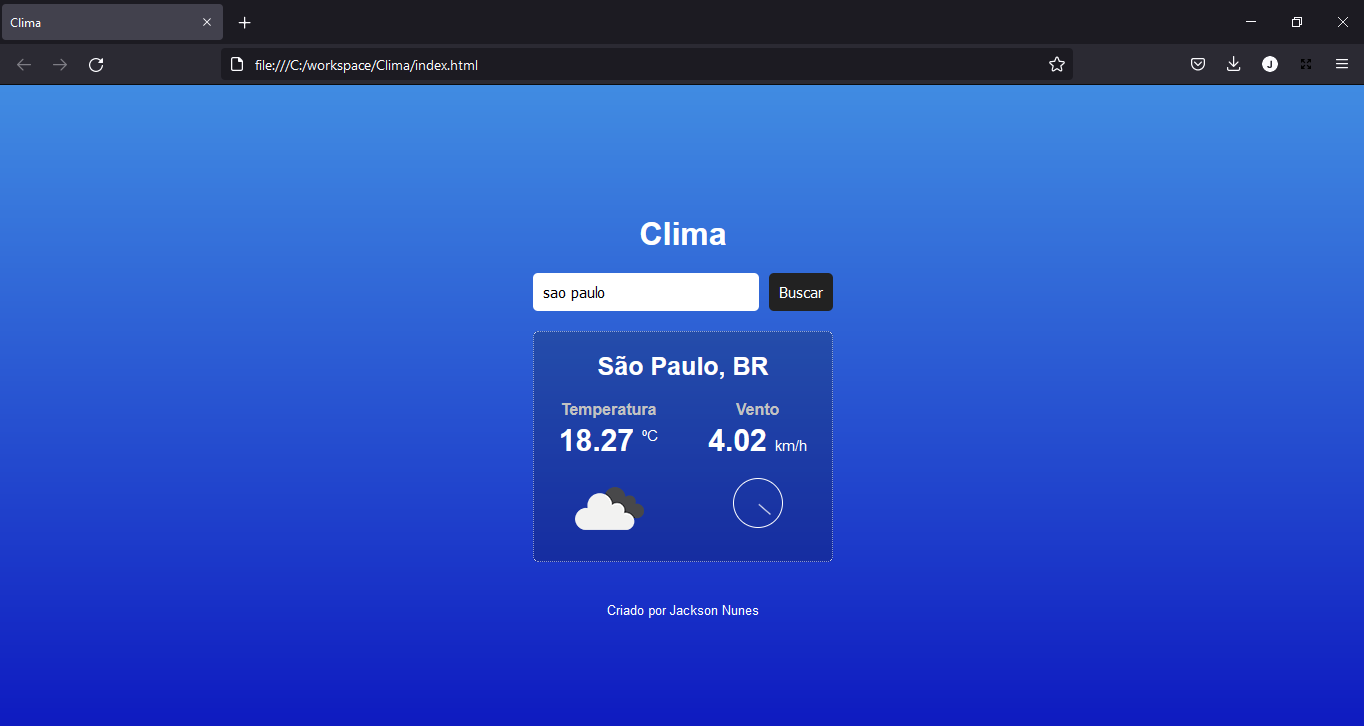 Clima
file:///C:/workspace/Clima/index.html
J
Clima
sao paulo
Buscar
São Paulo, BR
Temperatura
Vento
18.27 ºC
4.02 km/h
Criado por Jackson Nunes